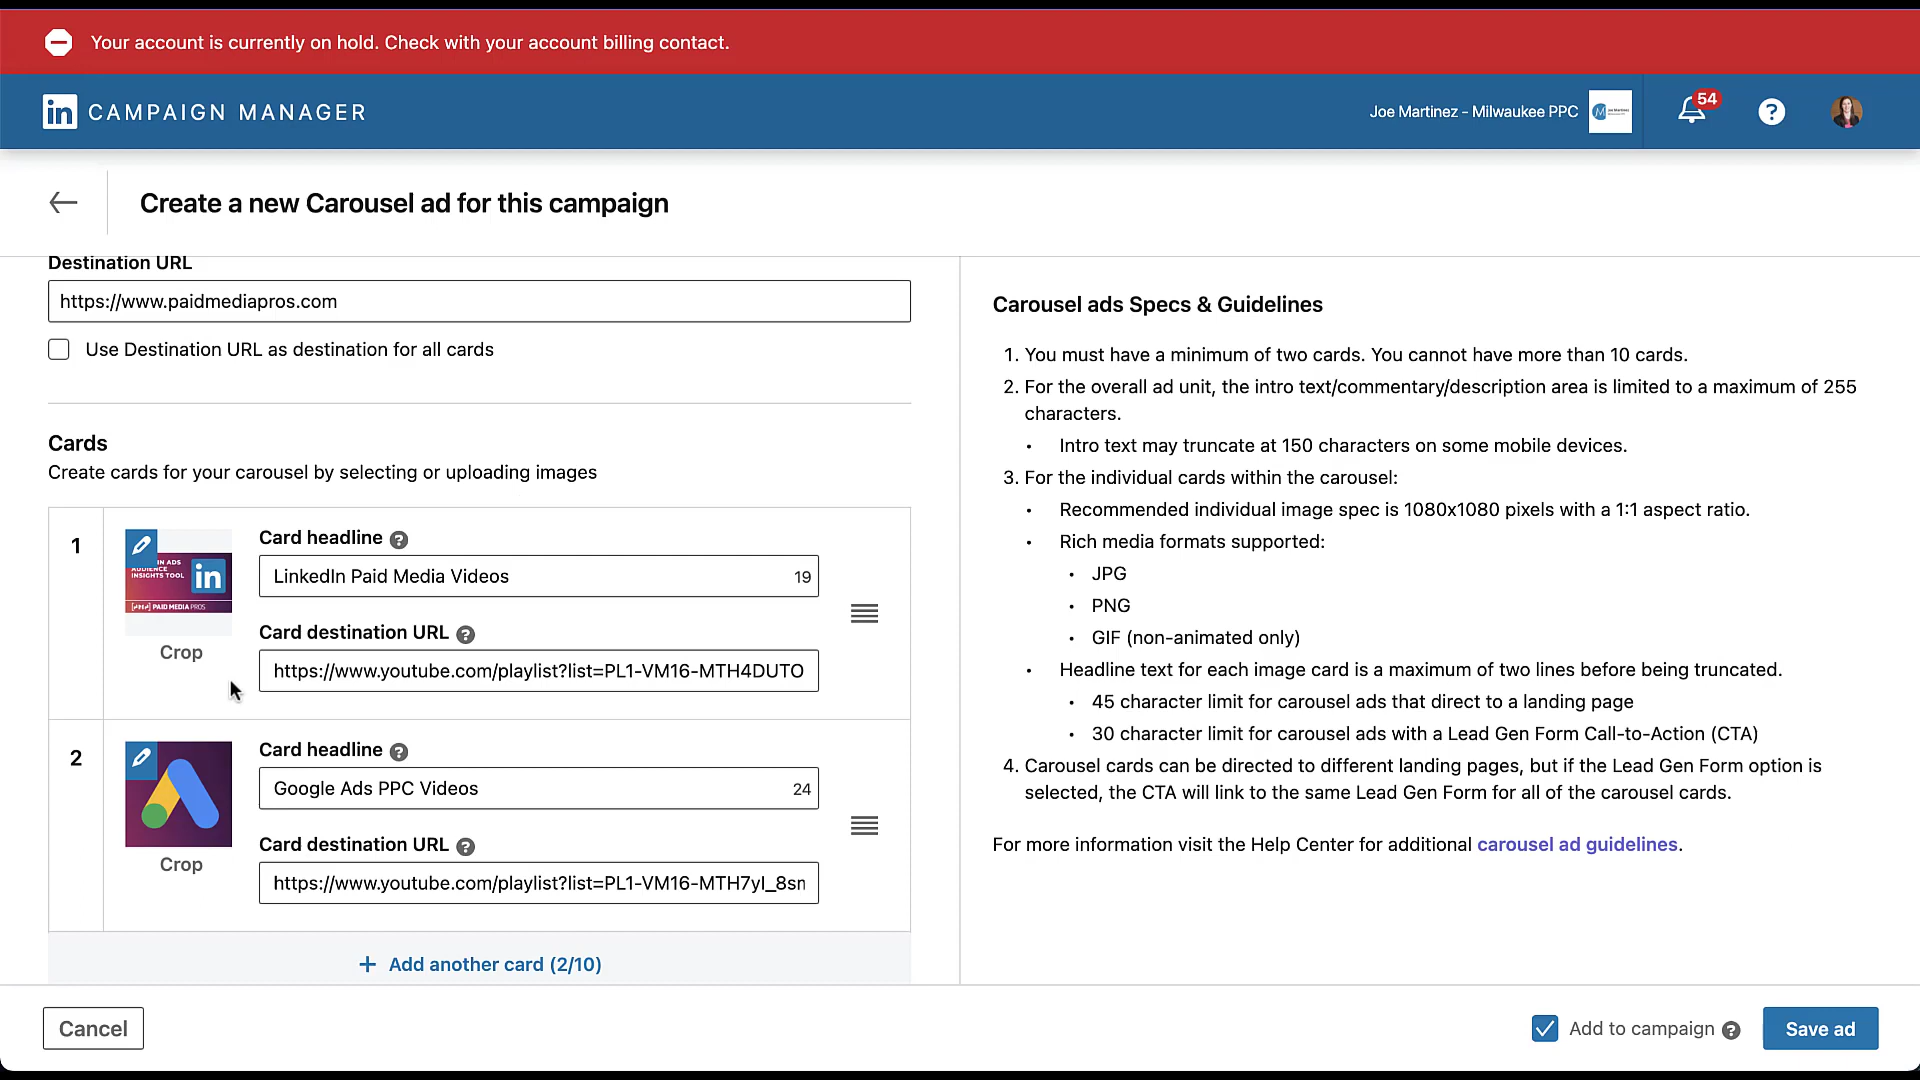 Your account is currently on hold. Check with your account billing contact.
in CAMPAIGN MANAGER
Joe Martinez - Milwaukee PPC
54
?
Create a new Carousel ad for this campaign
Destination URL
https://www.paidmediapros.com
Use Destination URL as destination for all cards
Cards
Create cards for your carousel by selecting or uploading images
1
IN ADS
AUDIENCE
INSIGHTS TOOL
in
PAID MEDIA PROS
Crop
Card headline ?
LinkedIn Paid Media Videos 19
Card destination URL ?
https://www.youtube.com/playlist?list=PL1-VM16-MTH4DUTO
2
Crop
Card headline ?
Google Ads PPC Videos 24
Card destination URL ?
https://www.youtube.com/playlist?list=PL1-VM16-MTH7yl_8sn
+ Add another card (2/10)
Carousel ads Specs & Guidelines
1. You must have a minimum of two cards. You cannot have more than 10 cards.
2. For the overall ad unit, the intro text/commentary/description area is limited to a maximum of 255
characters.
• Intro text may truncate at 150 characters on some mobile devices.
3. For the individual cards within the carousel:
• Recommended individual image spec is 1080x1080 pixels with a 1:1 aspect ratio.
• Rich media formats supported:
• JPG
• PNG
• GIF (non-animated only)
• Headline text for each image card is a maximum of two lines before being truncated.
• 45 character limit for carousel ads that direct to a landing page
• 30 character limit for carousel ads with a Lead Gen Form Call-to-Action (CTA)
4. Carousel cards can be directed to different landing pages, but if the Lead Gen Form option is
selected, the CTA will link to the same Lead Gen Form for all of the carousel cards.
For more information visit the Help Center for additional carousel ad guidelines.
Cancel
Add to campaign ?
Save ad